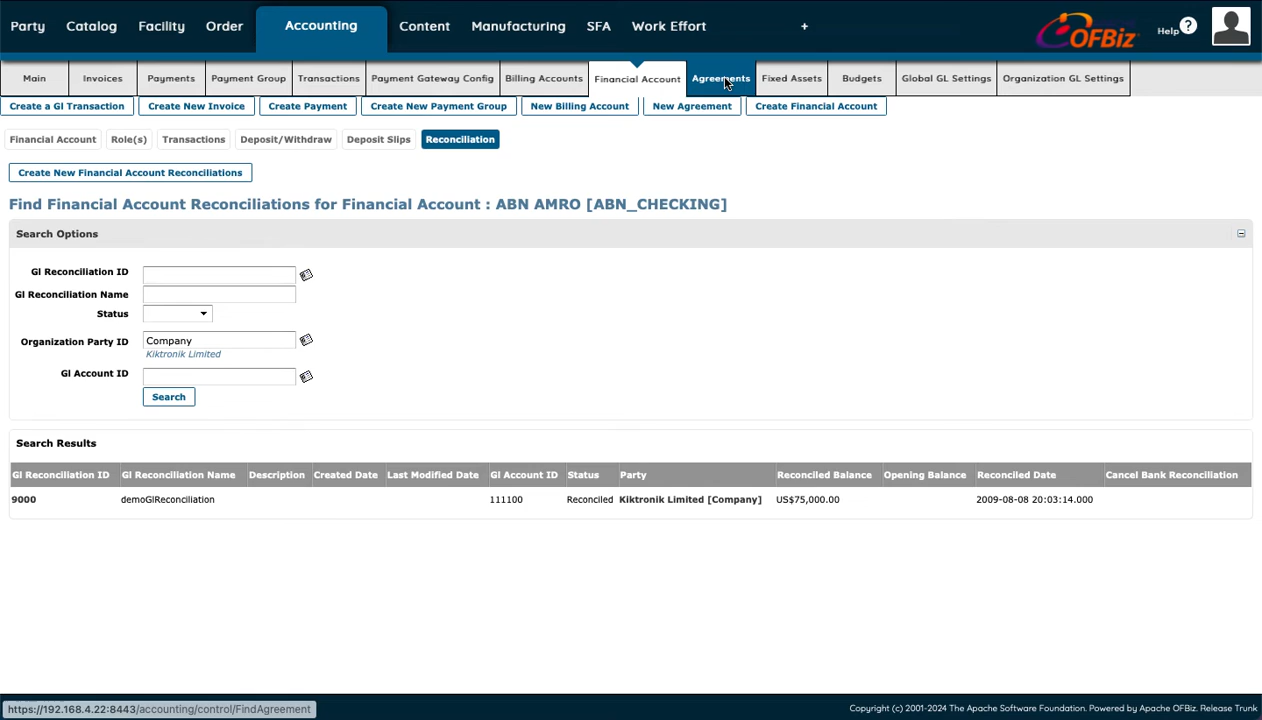 Party Catalog Facility Order Accounting Content Manufacturing SFA Work Effort + OFBiz Help ?
Main Invoices Payments Payment Group Transactions Payment Gateway Config Billing Accounts Financial Account Agreements Fixed Assets Budgets Global GL Settings Organization GL Settings
Create a Gl Transaction Create New Invoice Create Payment Create New Payment Group New Billing Account New Agreement Create Financial Account
Financial Account Role(s) Transactions Deposit/Withdraw Deposit Slips Reconciliation
Create New Financial Account Reconciliations
Find Financial Account Reconciliations for Financial Account : ABN AMRO [ABN_CHECKING]
Search Options
Gl Reconciliation ID
Gl Reconciliation Name
Status
Organization Party ID Company
Kiktronik Limited
Gl Account ID
Search
Search Results
Gl Reconciliation ID Gl Reconciliation Name Description Created Date Last Modified Date Gl Account ID Status Party Reconciled Balance Opening Balance Reconciled Date Cancel Bank Reconciliation
9000 demoGlReconciliation 111100 Reconciled Kiktronik Limited [Company] US$75,000.00 2009-08-08 20:03:14.000
https://192.168.4.22:8443/accounting/control/FindAgreement Copyright (c) 2001-2024 The Apache Software Foundation. Powered by Apache OFBiz. Release Trunk